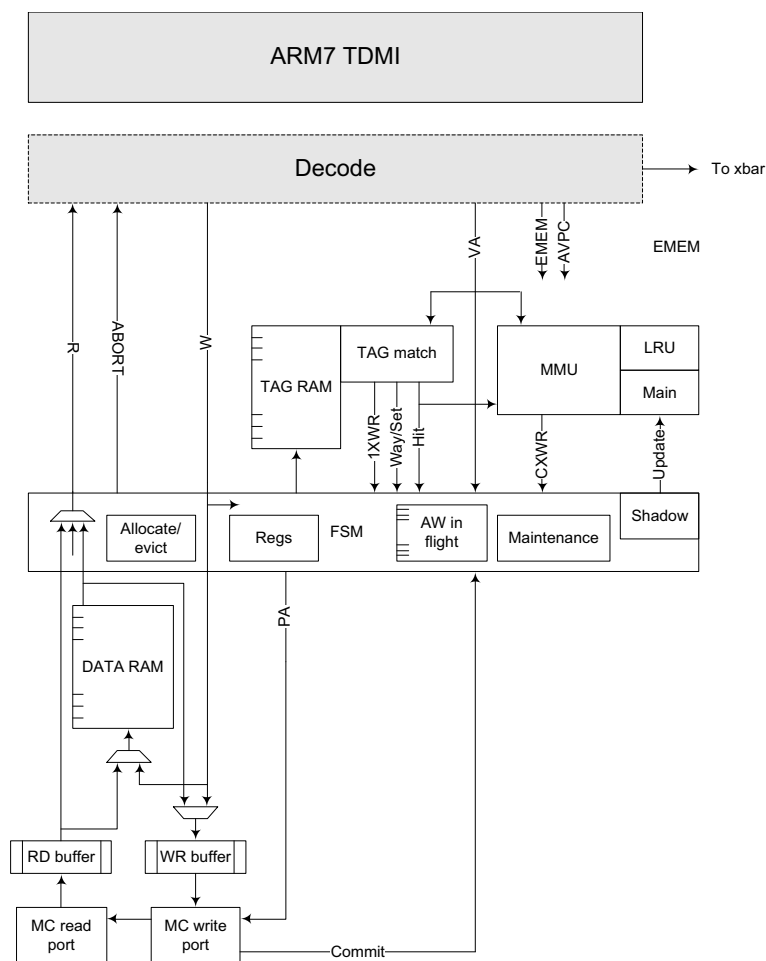 ARM7 TDMI
Decode
To xbar
R
ABORT
W
VA
EMEM
AVPC
EMEM
TAG RAM
TAG match
MMU
LRU
Main
1XWR
Way/Set
Hit
CXWR
Update
Allocate/
evict
Regs
FSM
AW in
flight
Maintenance
Shadow
PA
DATA RAM
RD buffer
WR buffer
MC read
port
MC write
port
Commit